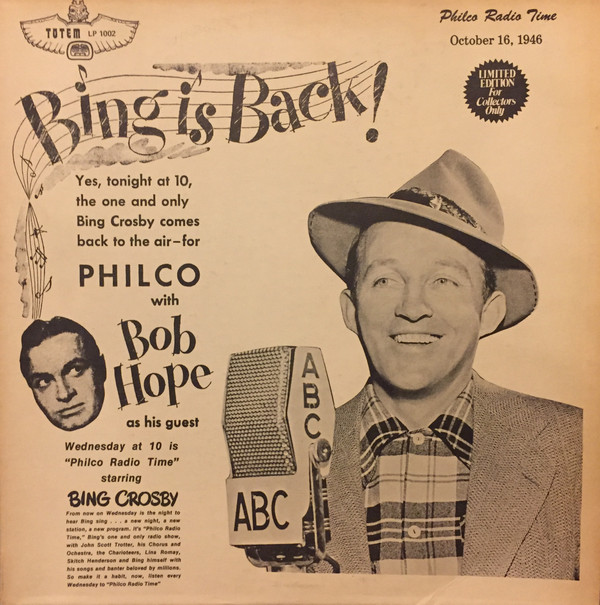 TOTEM LP 1002
Philco Radio Time
October 16, 1946
LIMITED
EDITION
For
Collectors
Only
Bing is Back!
Yes, tonight at 10,
the one and only
Bing Crosby comes
back to the air—for
PHILCO
with
Bob
Hope
as his guest
Wednesday at 10 is
"Philco Radio Time"
starring
BING CROSBY
From now on Wednesday is the night to
hear Bing sing . . . a new night, a new
station, a new program. It's "Philco Radio
Time," Bing's one and only radio show,
with John Scott Trotter, his Chorus and
Ochestra, the Charioteers, Lina Romay,
Skitch Henderson and Bing himself with
his songs and banter beloved by millions.
So make it a habit, now, listen every
Wednesday to "Philco Radio Time"
ABC
ABC